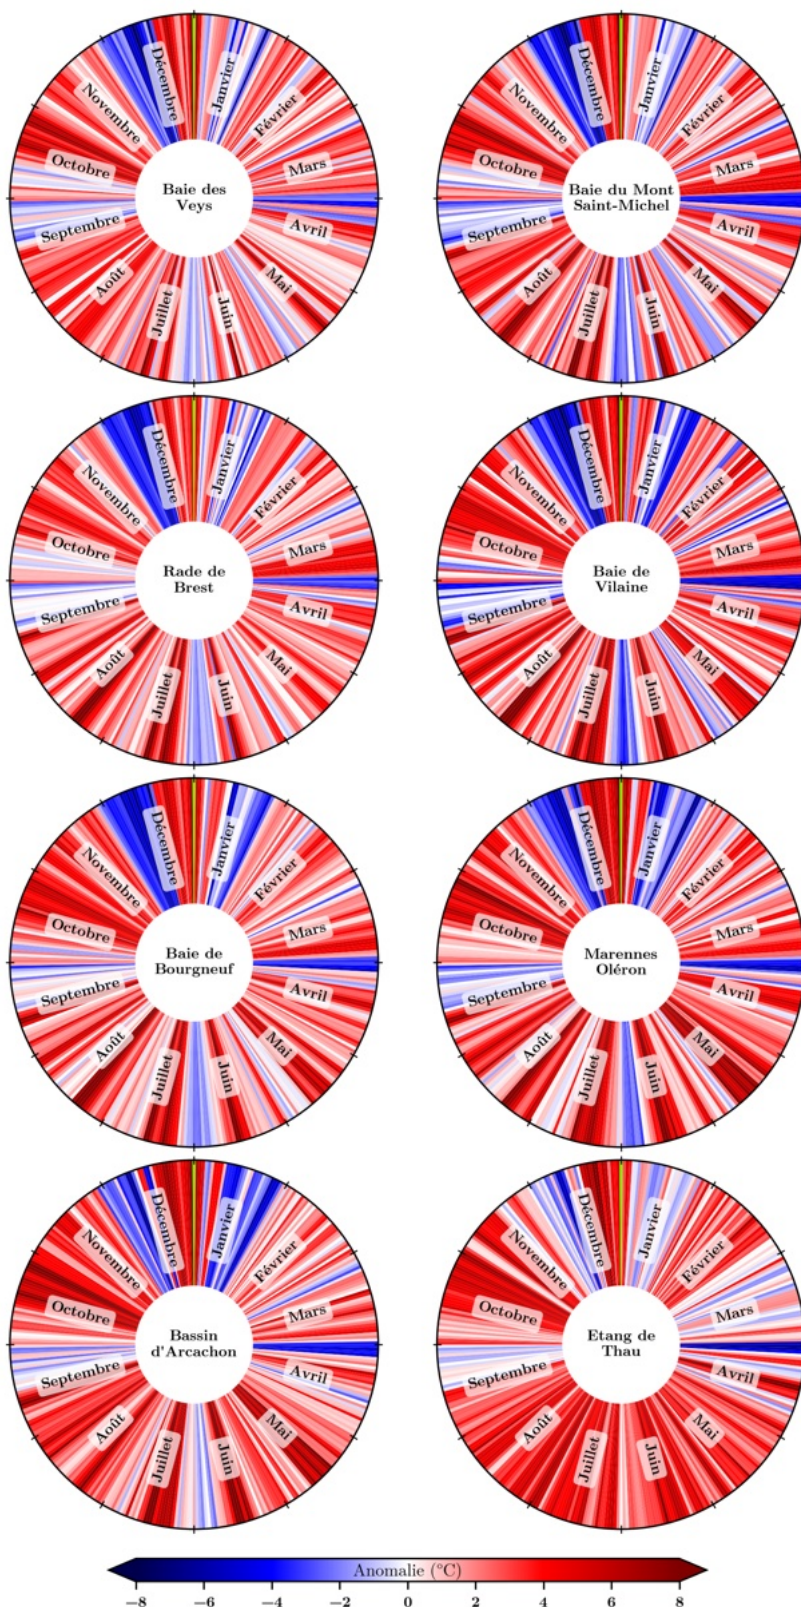 Décembre
Janvier
Novembre
Février
Octobre
Mars
Baie des
Veys
Septembre
Avril
Août
Mai
Juillet
Juin
Décembre
Janvier
Novembre
Février
Octobre
Mars
Baie du Mont
Saint-Michel
Septembre
Avril
Août
Mai
Juillet
Juin
Décembre
Janvier
Novembre
Février
Octobre
Mars
Rade de
Brest
Septembre
Avril
Août
Mai
Juillet
Juin
Décembre
Janvier
Novembre
Février
Octobre
Mars
Baie de
Vilaine
Septembre
Avril
Août
Mai
Juillet
Juin
Décembre
Janvier
Novembre
Février
Octobre
Mars
Baie de
Bourgneuf
Septembre
Avril
Août
Mai
Juillet
Juin
Décembre
Janvier
Novembre
Février
Octobre
Mars
Marennes
Oléron
Septembre
Avril
Août
Mai
Juillet
Juin
Décembre
Janvier
Novembre
Février
Octobre
Mars
Bassin
d'Arcachon
Septembre
Avril
Août
Mai
Juillet
Juin
Décembre
Janvier
Novembre
Février
Octobre
Mars
Etang de
Thau
Septembre
Avril
Août
Mai
Juillet
Juin
Anomalie (°C)
−8 −6 −4 −2 0 2 4 6 8